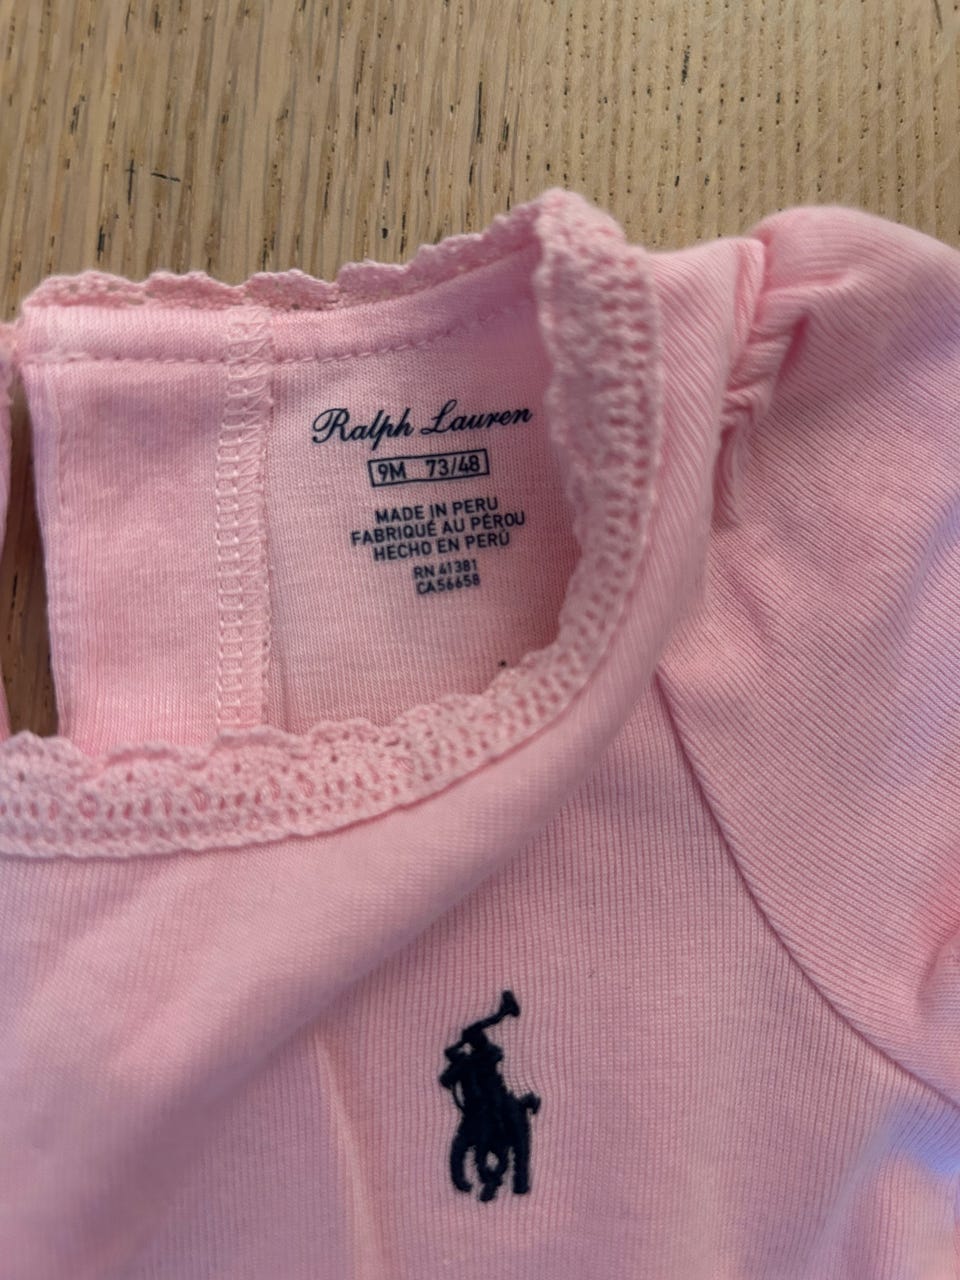 Ralph Lauren
9M 73/48
MADE IN PERU
FABRIQUÉ AU PÉROU
HECHO EN PERÚ
RN 41381
CA56658